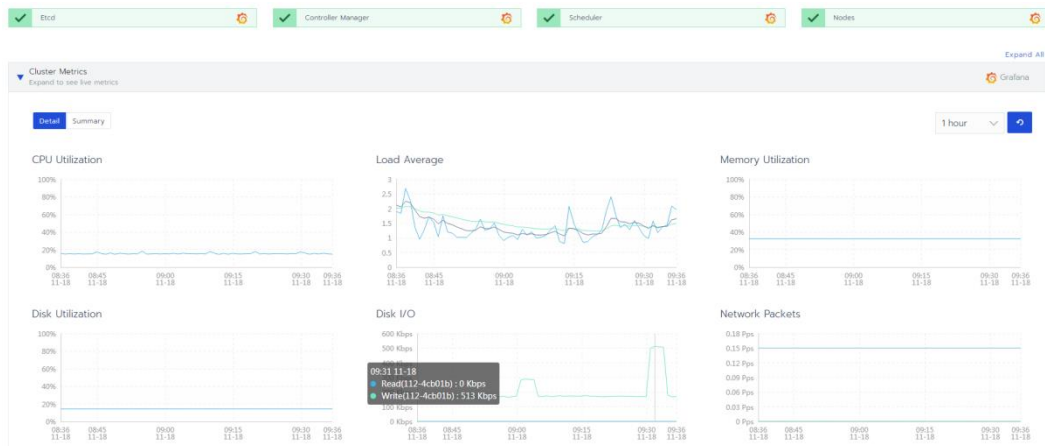 Etcd
Controller Manager
Scheduler
Nodes
Expand All
Cluster Metrics
Expand to see live metrics
Grafana
Detail
Summary
1 hour
CPU Utilization
100%
80%
60%
40%
20%
0%
08:36 08:45 09:00 09:15 09:30 09:36
11-18 11-18 11-18 11-18 11-18 11-18
Load Average
3
2.5
2
1.5
1
0.5
0
08:36 08:45 09:00 09:15 09:30 09:36
11-18 11-18 11-18 11-18 11-18 11-18
Memory Utilization
100%
80%
60%
40%
20%
0%
08:36 08:45 09:00 09:15 09:30 09:36
11-18 11-18 11-18 11-18 11-18 11-18
Disk Utilization
100%
80%
60%
40%
20%
0%
08:36 08:45 09:00 09:15 09:30 09:36
11-18 11-18 11-18 11-18 11-18 11-18
Disk I/O
600 Kbps
500 Kbps
09:31 11-18
Read(112-4cb01b) : 0 Kbps
Write(112-4cb01b) : 513 Kbps
100 Kbps
0 Kbps
08:36 08:45 09:00 09:15 09:30 09:36
11-18 11-18 11-18 11-18 11-18 11-18
Network Packets
0.18 Pps
0.15 Pps
0.12 Pps
0.09 Pps
0.06 Pps
0.03 Pps
0 Pps
08:36 08:45 09:00 09:15 09:30 09:36
11-18 11-18 11-18 11-18 11-18 11-18